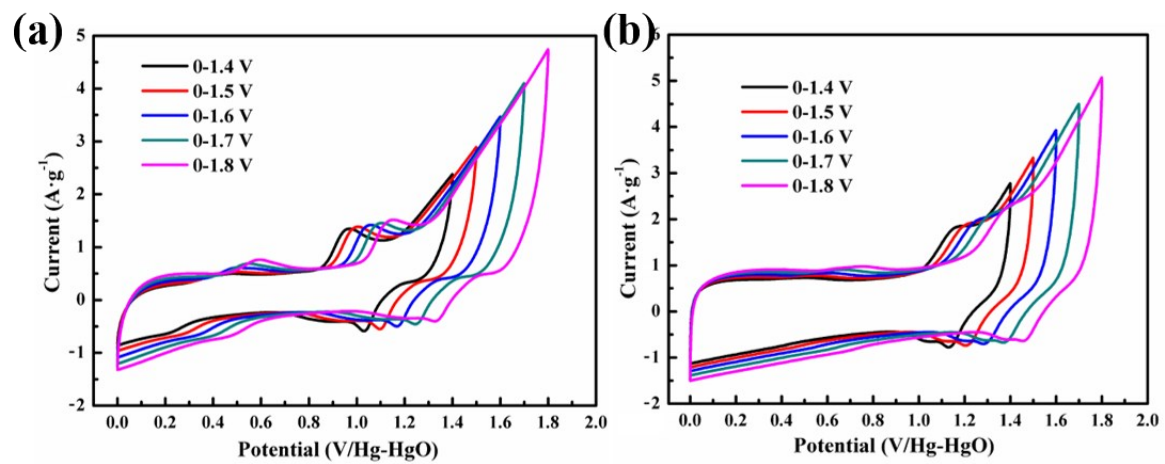 (a)
5
4
3
2
1
0
-1
-2
Current (A·g⁻¹)
0-1.4 V
0-1.5 V
0-1.6 V
0-1.7 V
0-1.8 V
0.0 0.2 0.4 0.6 0.8 1.0 1.2 1.4 1.6 1.8 2.0
Potential (V/Hg-HgO)
(b)
6
5
4
3
2
1
0
-1
-2
Current (A·g⁻¹)
0-1.4 V
0-1.5 V
0-1.6 V
0-1.7 V
0-1.8 V
0.0 0.2 0.4 0.6 0.8 1.0 1.2 1.4 1.6 1.8 2.0
Potential (V/Hg-HgO)